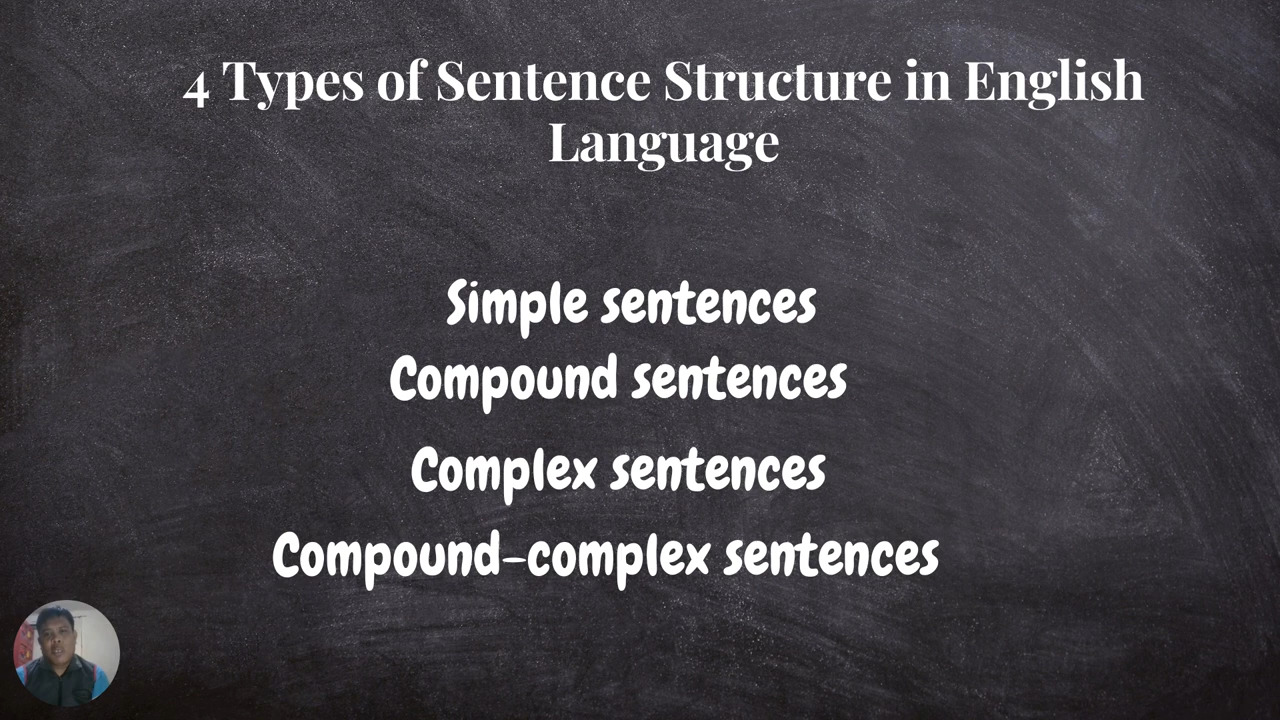 4 Types of Sentence Structure in English
Language
Simple sentences
Compound sentences
Complex sentences
Compound-complex sentences